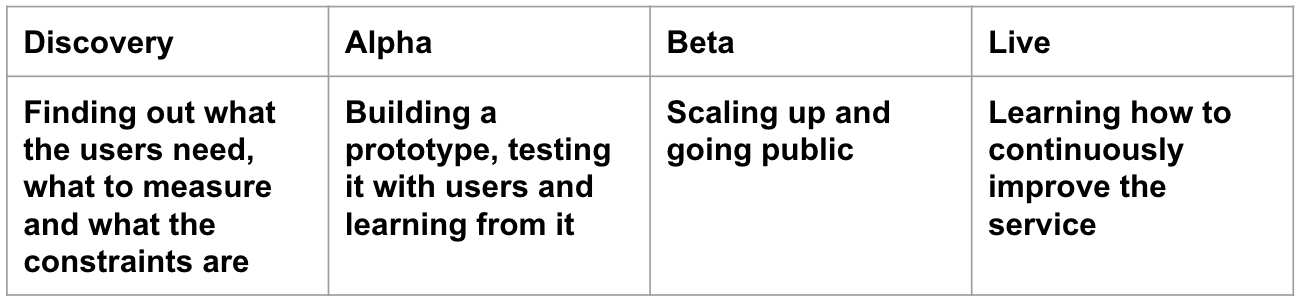 Discovery
Alpha
Beta
Live
Finding out what
the users need,
what to measure
and what the
constraints are
Building a
prototype, testing
it with users and
learning from it
Scaling up and
going public
Learning how to
continuously
improve the
service